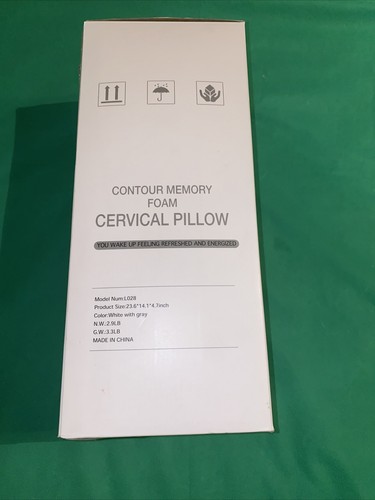 CONTOUR MEMORY
FOAM
CERVICAL PILLOW
YOU WAKE UP FEELING REFRESHED AND ENERGIZED
Model Num:L028
Product Size:23.6"14.1"4.7inch
Color:White with gray
N.W.:2.9LB
G.W.:3.3LB
MADE IN CHINA